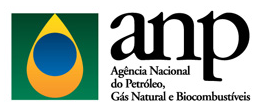 anp
Agência Nacional
do Petróleo,
Gás Natural e Biocombustíveis